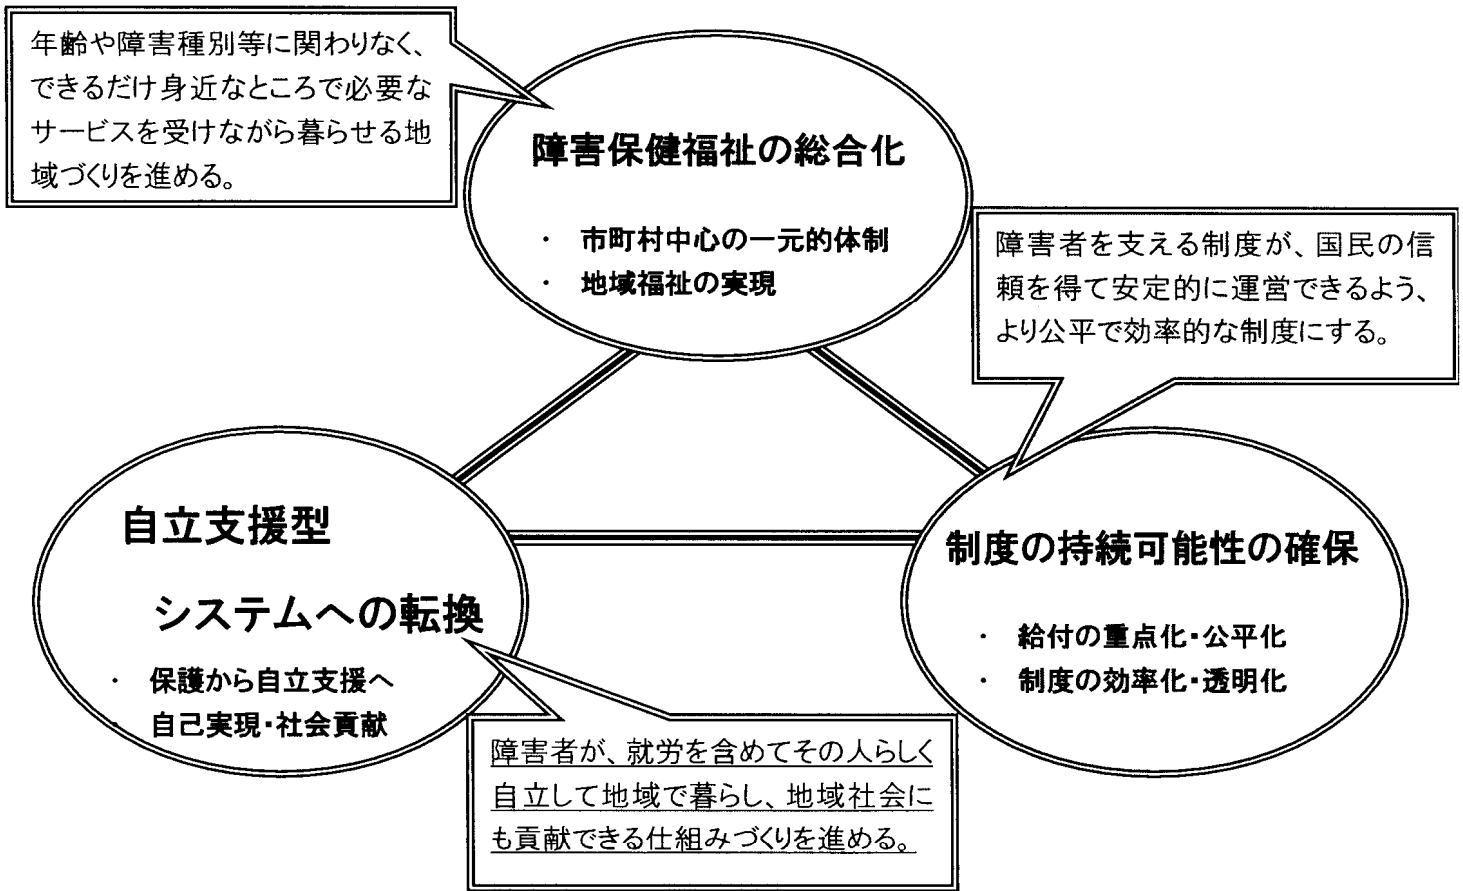 年齢や障害種別等に関わりなく、
できるだけ身近なところで必要な
サービスを受けながら暮らせる地
域づくりを進める。
障害保健福祉の総合化
・ 市町村中心の一元的体制
・ 地域福祉の実現
障害者を支える制度が、国民の信
頼を得て安定的に運営できるよう、
より公平で効率的な制度にする。
自立支援型
システムへの転換
・ 保護から自立支援へ
・ 自己実現・社会貢献
制度の持続可能性の確保
・ 給付の重点化・公平化
・ 制度の効率化・透明化
障害者が、就労を含めてその人らしく
自立して地域で暮らし、地域社会に
も貢献できる仕組みづくりを進める。